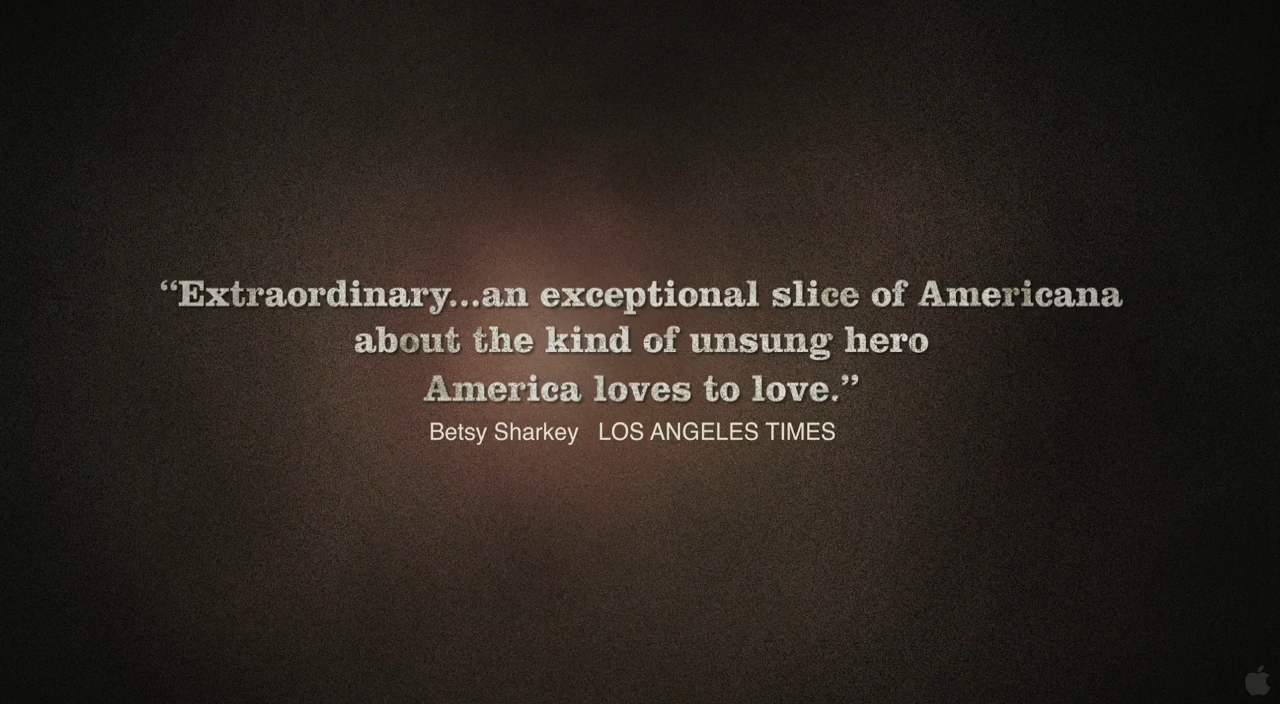 “Extraordinary...an exceptional slice of Americana
about the kind of unsung hero
America loves to love.”
Betsy Sharkey LOS ANGELES TIMES